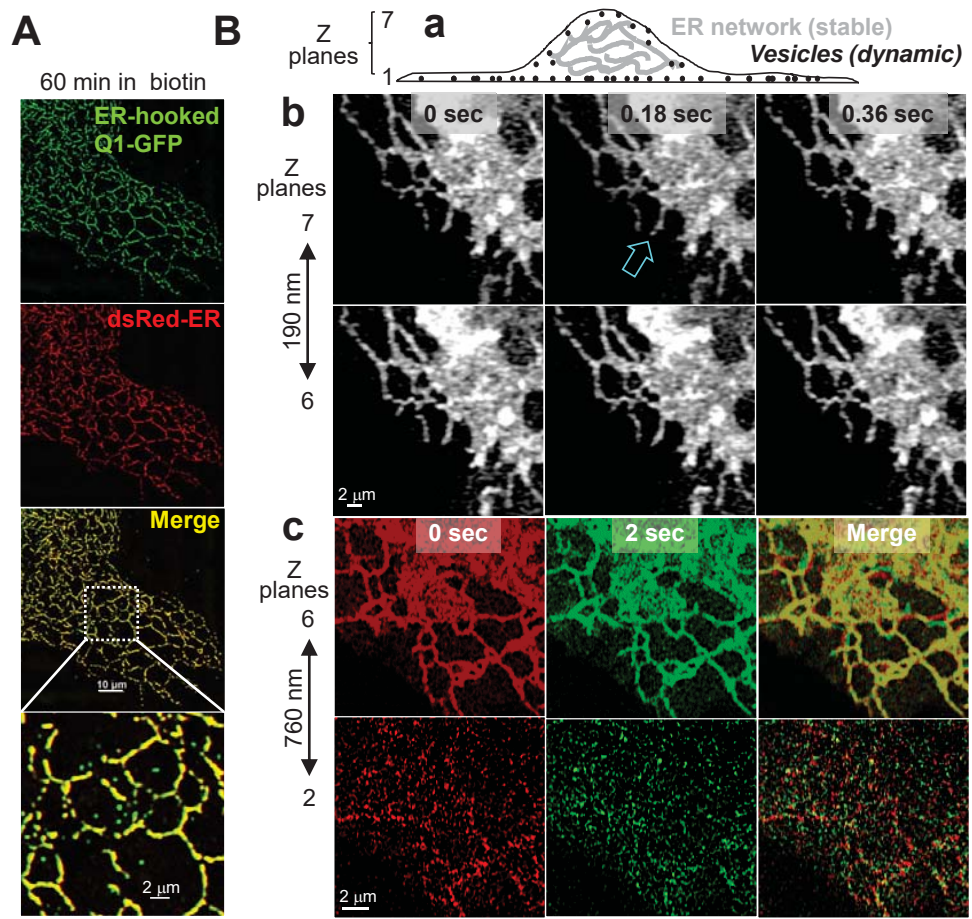 A
60 min in biotin
ER-hooked
Q1-GFP
dsRed-ER
Merge
10 μm
2 μm
B
a
Z
planes
7
1
ER network (stable)
Vesicles (dynamic)
b
0 sec
0.18 sec
0.36 sec
Z
planes
7
190 nm
6
2 μm
c
0 sec
2 sec
Merge
Z
planes
6
760 nm
2
2 μm